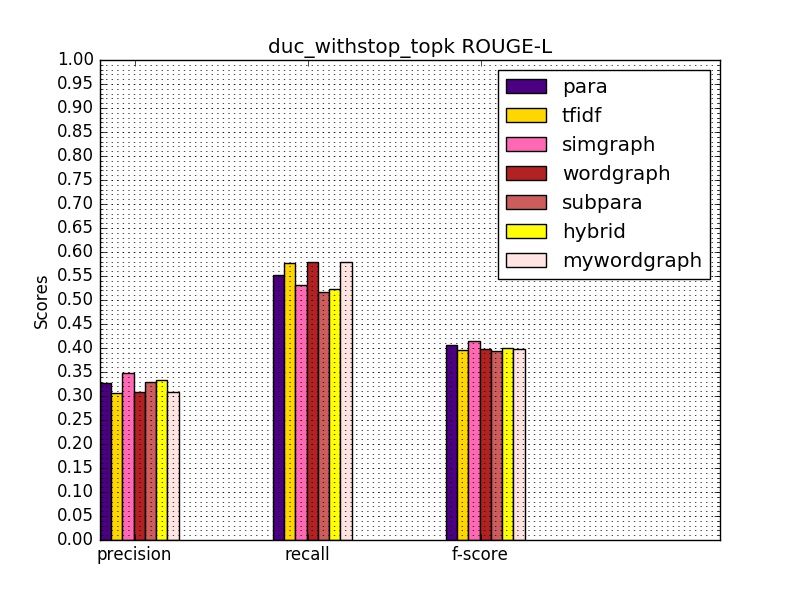 duc_withstop_topk ROUGE-L
1.00
0.95
0.90
0.85
0.80
0.75
0.70
0.65
0.60
0.55
0.50
0.45
0.40
0.35
0.30
0.25
0.20
0.15
0.10
0.05
0.00
Scores
para
tfidf
simgraph
wordgraph
subpara
hybrid
mywordgraph
precision recall f-score